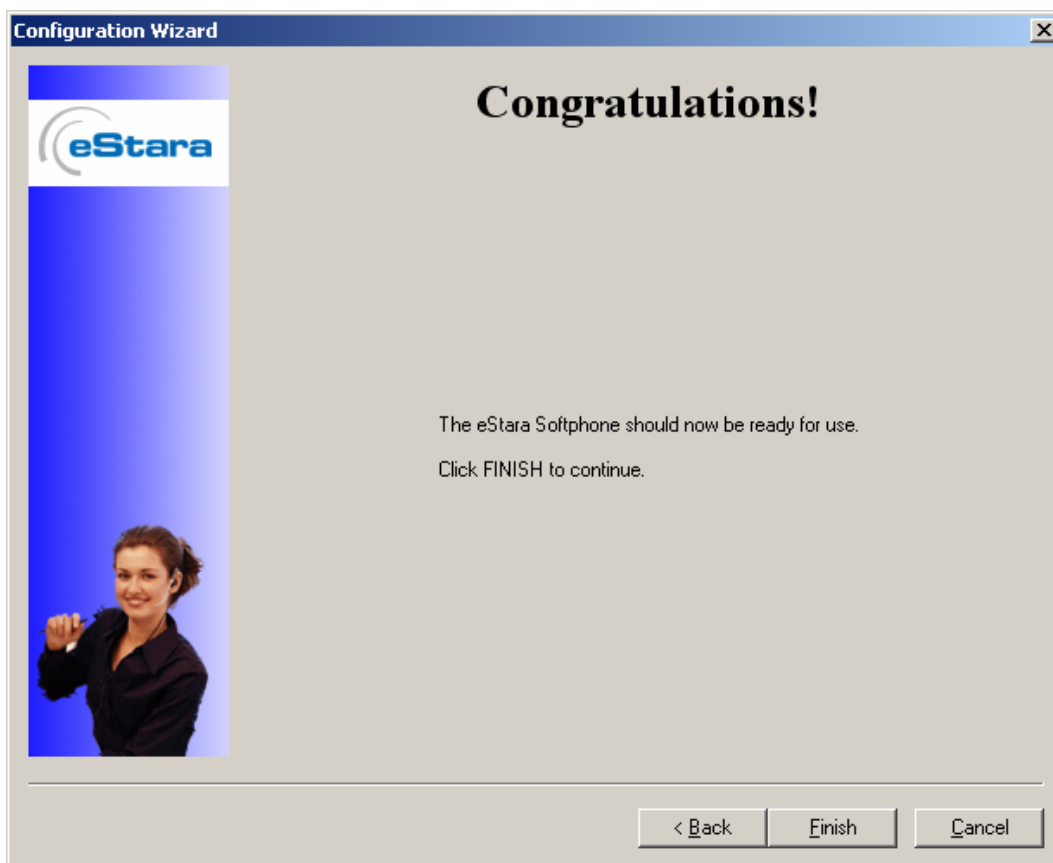 Configuration Wizard
eStara
Congratulations!
The eStara Softphone should now be ready for use.
Click FINISH to continue.
< Back
Finish
Cancel